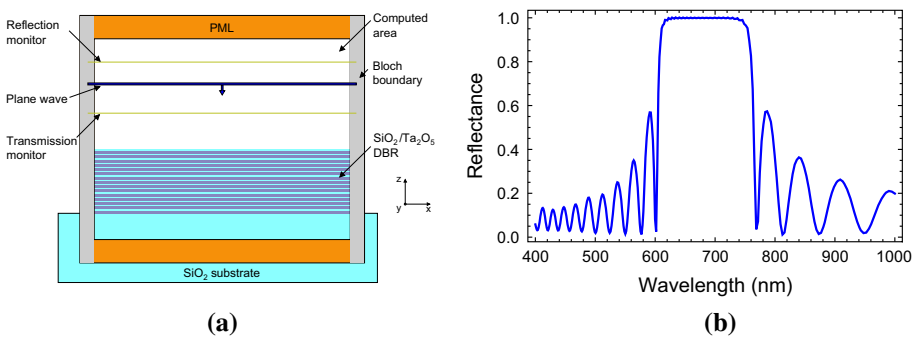 Reflection
monitor
PML
Computed
area
Bloch
boundary
Plane wave
Transmission
monitor
SiO2/Ta2O5
DBR
z
y
x
SiO2 substrate
(a)
Reflectance
1.0
0.8
0.6
0.4
0.2
0.0
400 500 600 700 800 900 1000
Wavelength (nm)
(b)